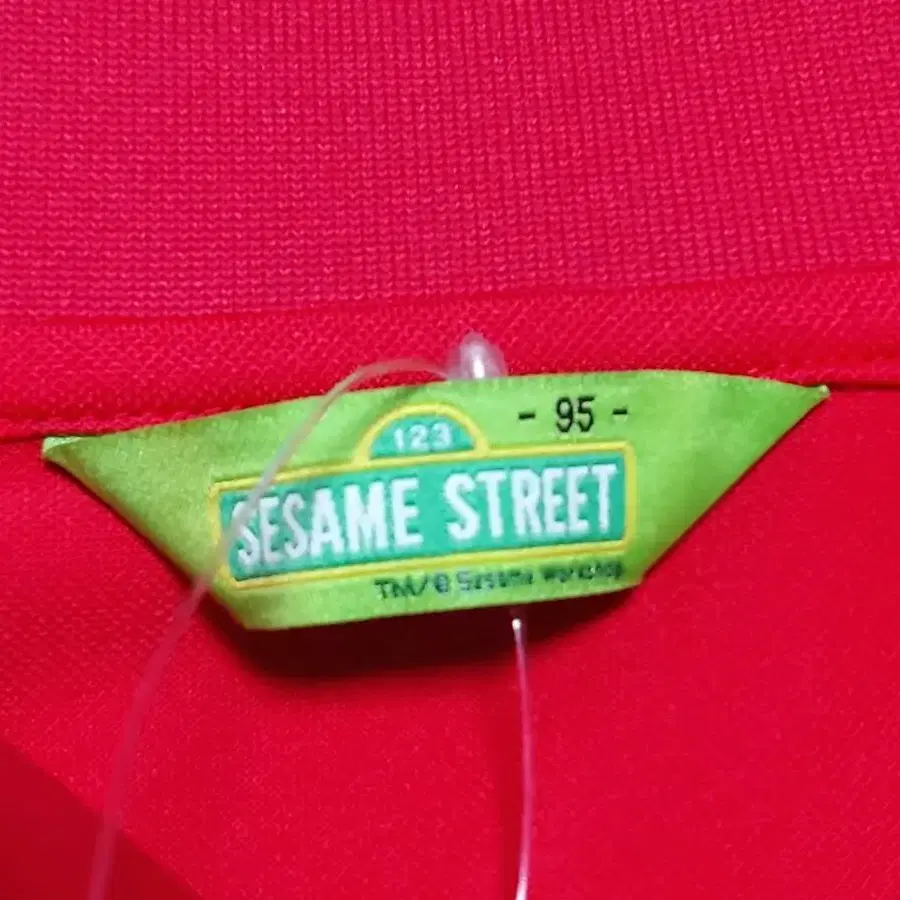 - 95 -
123
SESAME STREET
TM/© Sesame Workshop